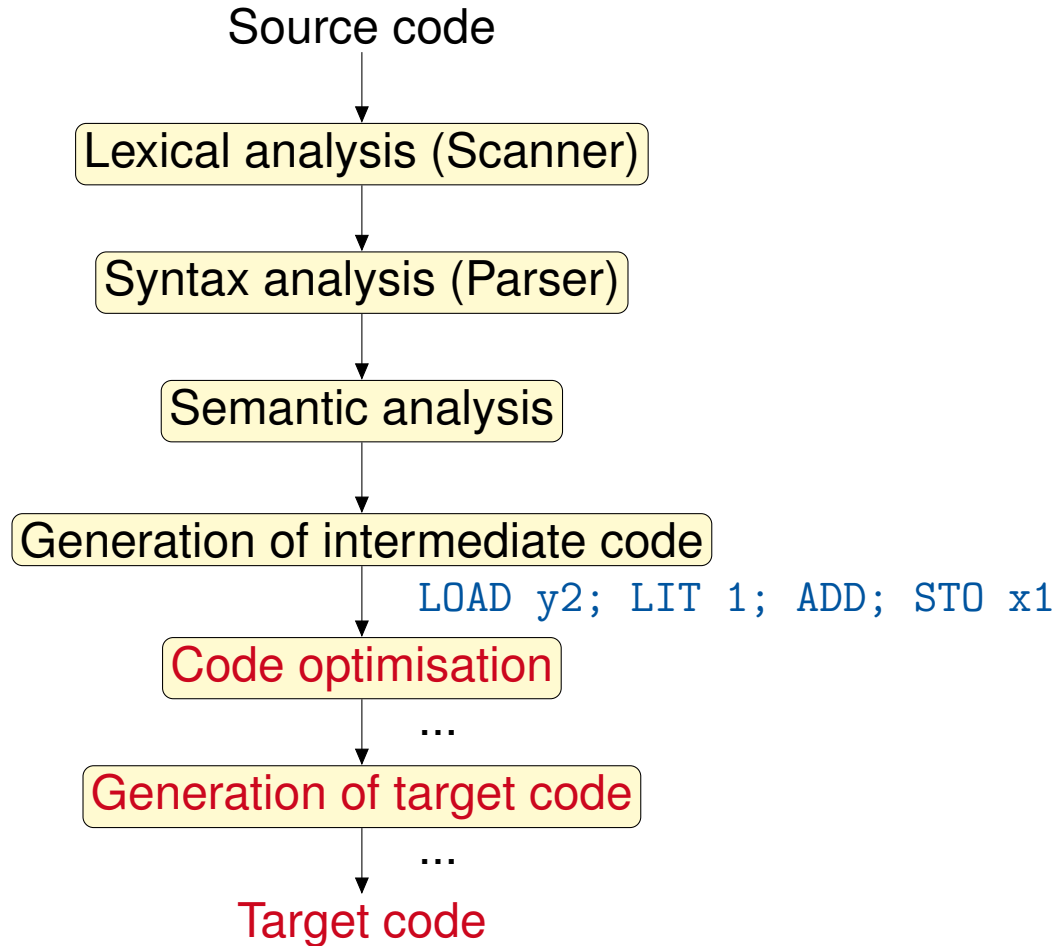 Source code
Lexical analysis (Scanner)
Syntax analysis (Parser)
Semantic analysis
Generation of intermediate code
LOAD y2; LIT 1; ADD; STO x1
Code optimisation
...
Generation of target code
...
Target code